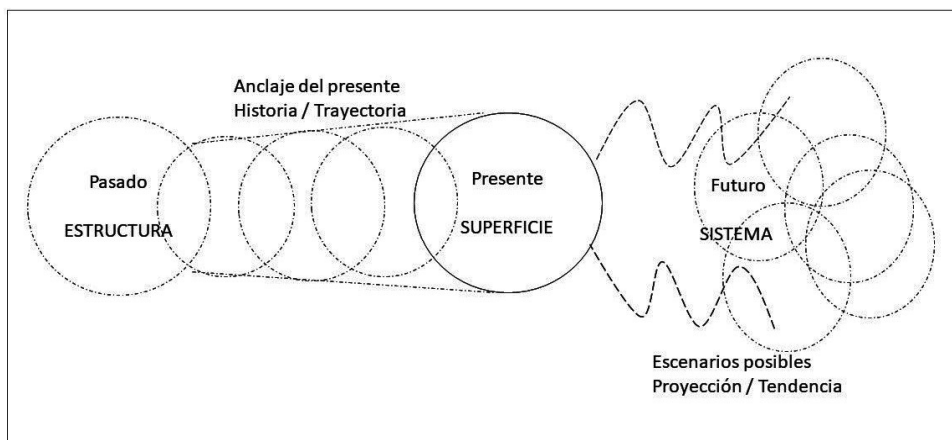 Anclaje del presente
Historia / Trayectoria
Pasado
ESTRUCTURA
Presente
SUPERFICIE
Futuro
SISTEMA
Escenarios posibles
Proyección / Tendencia